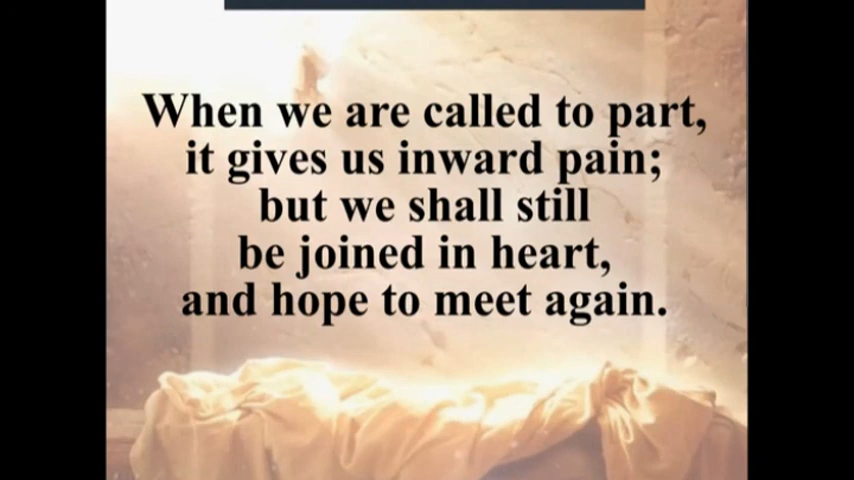 When we are called to part,
it gives us inward pain;
but we shall still
be joined in heart,
and hope to meet again.